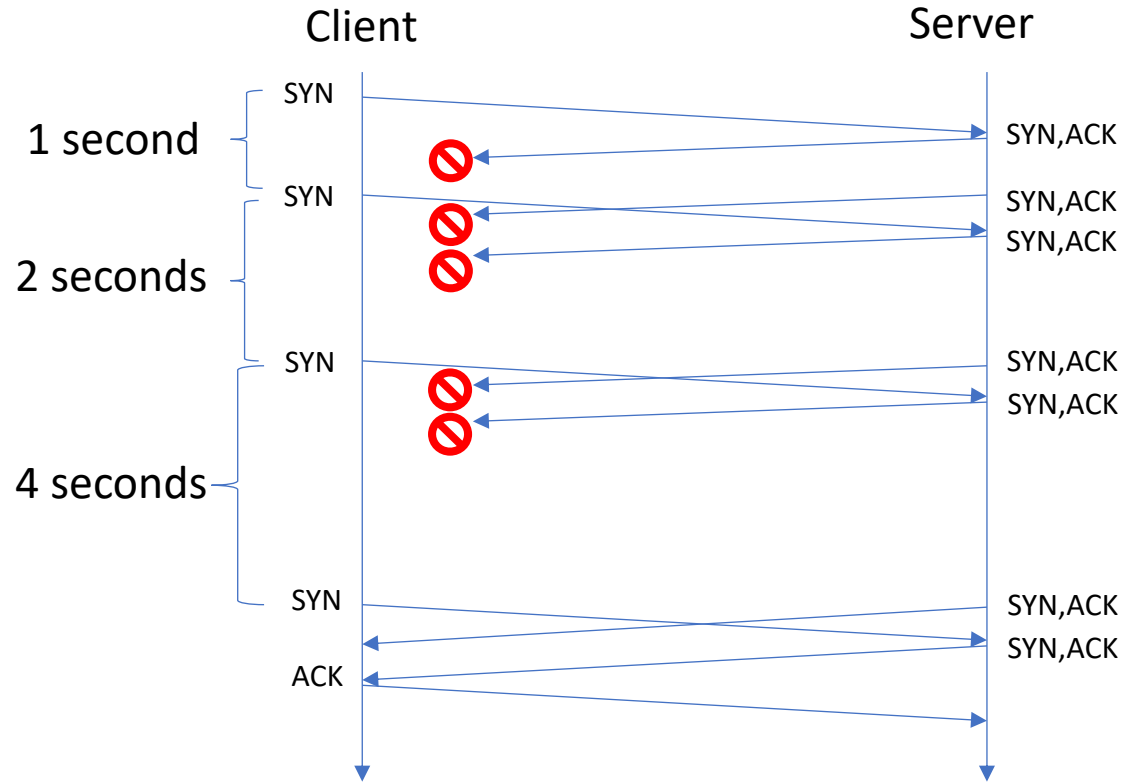 Client
Server
SYN
1 second
SYN,ACK
SYN
SYN,ACK
SYN,ACK
2 seconds
SYN
SYN,ACK
SYN,ACK
4 seconds
SYN
SYN,ACK
SYN,ACK
ACK